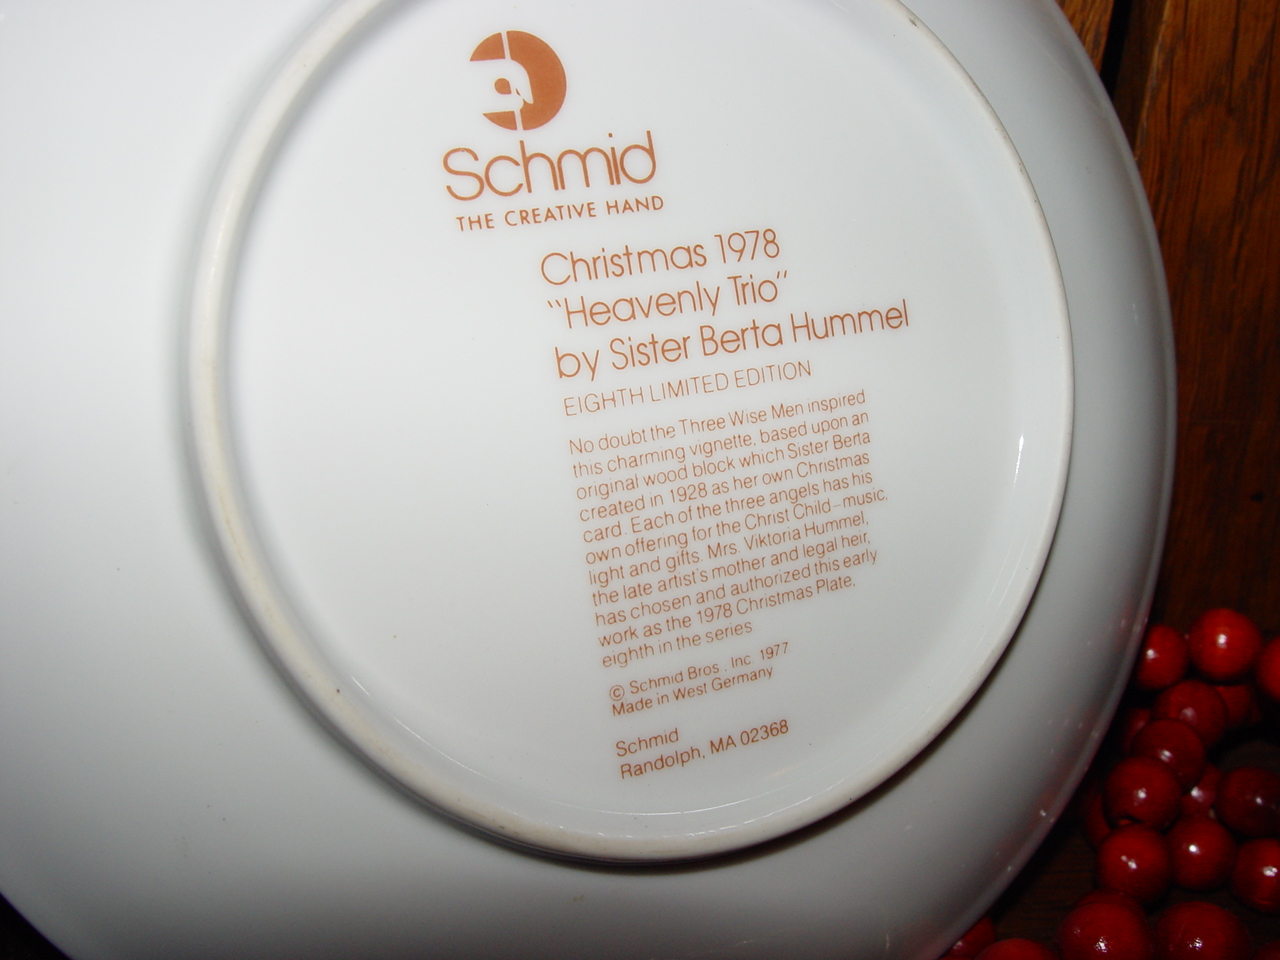 Schmid
THE CREATIVE HAND
Christmas 1978
"Heavenly Trio"
by Sister Berta Hummel
EIGHTH LIMITED EDITION
No doubt the Three Wise Men inspired
this charming vignette, based upon an
original wood block which Sister Berta
created in 1928 as her own Christmas
card. Each of the three angels has his
own offering for the Christ Child–music,
light and gifts. Mrs. Viktoria Hummel,
the late artist's mother and legal heir,
has chosen and authorized this early
work as the 1978 Christmas Plate,
eighth in the series
© Schmid Bros., Inc. 1977
Made in West Germany
Schmid
Randolph, MA 02368